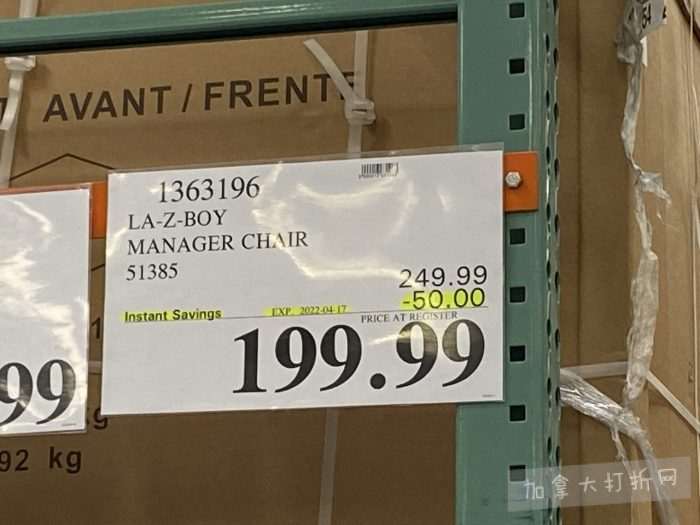 AVANT / FRENTE
1363196
LA-Z-BOY
MANAGER CHAIR
51385
249.99
-50.00
Instant Savings EXP. 2022-04-17
PRICE AT REGISTER
199.99
99
kg
92 kg
加拿大打折网